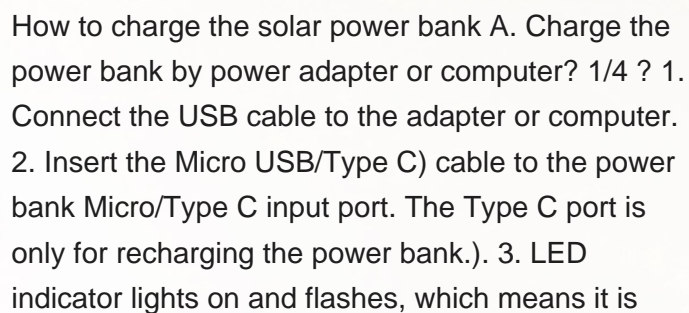 How to charge the solar power bank A. Charge the
power bank by power adapter or computer? 1/4 ? 1.
Connect the USB cable to the adapter or computer.
2. Insert the Micro USB/Type C) cable to the power
bank Micro/Type C input port. The Type C port is
only for recharging the power bank.). 3. LED
indicator lights on and flashes, which means it is